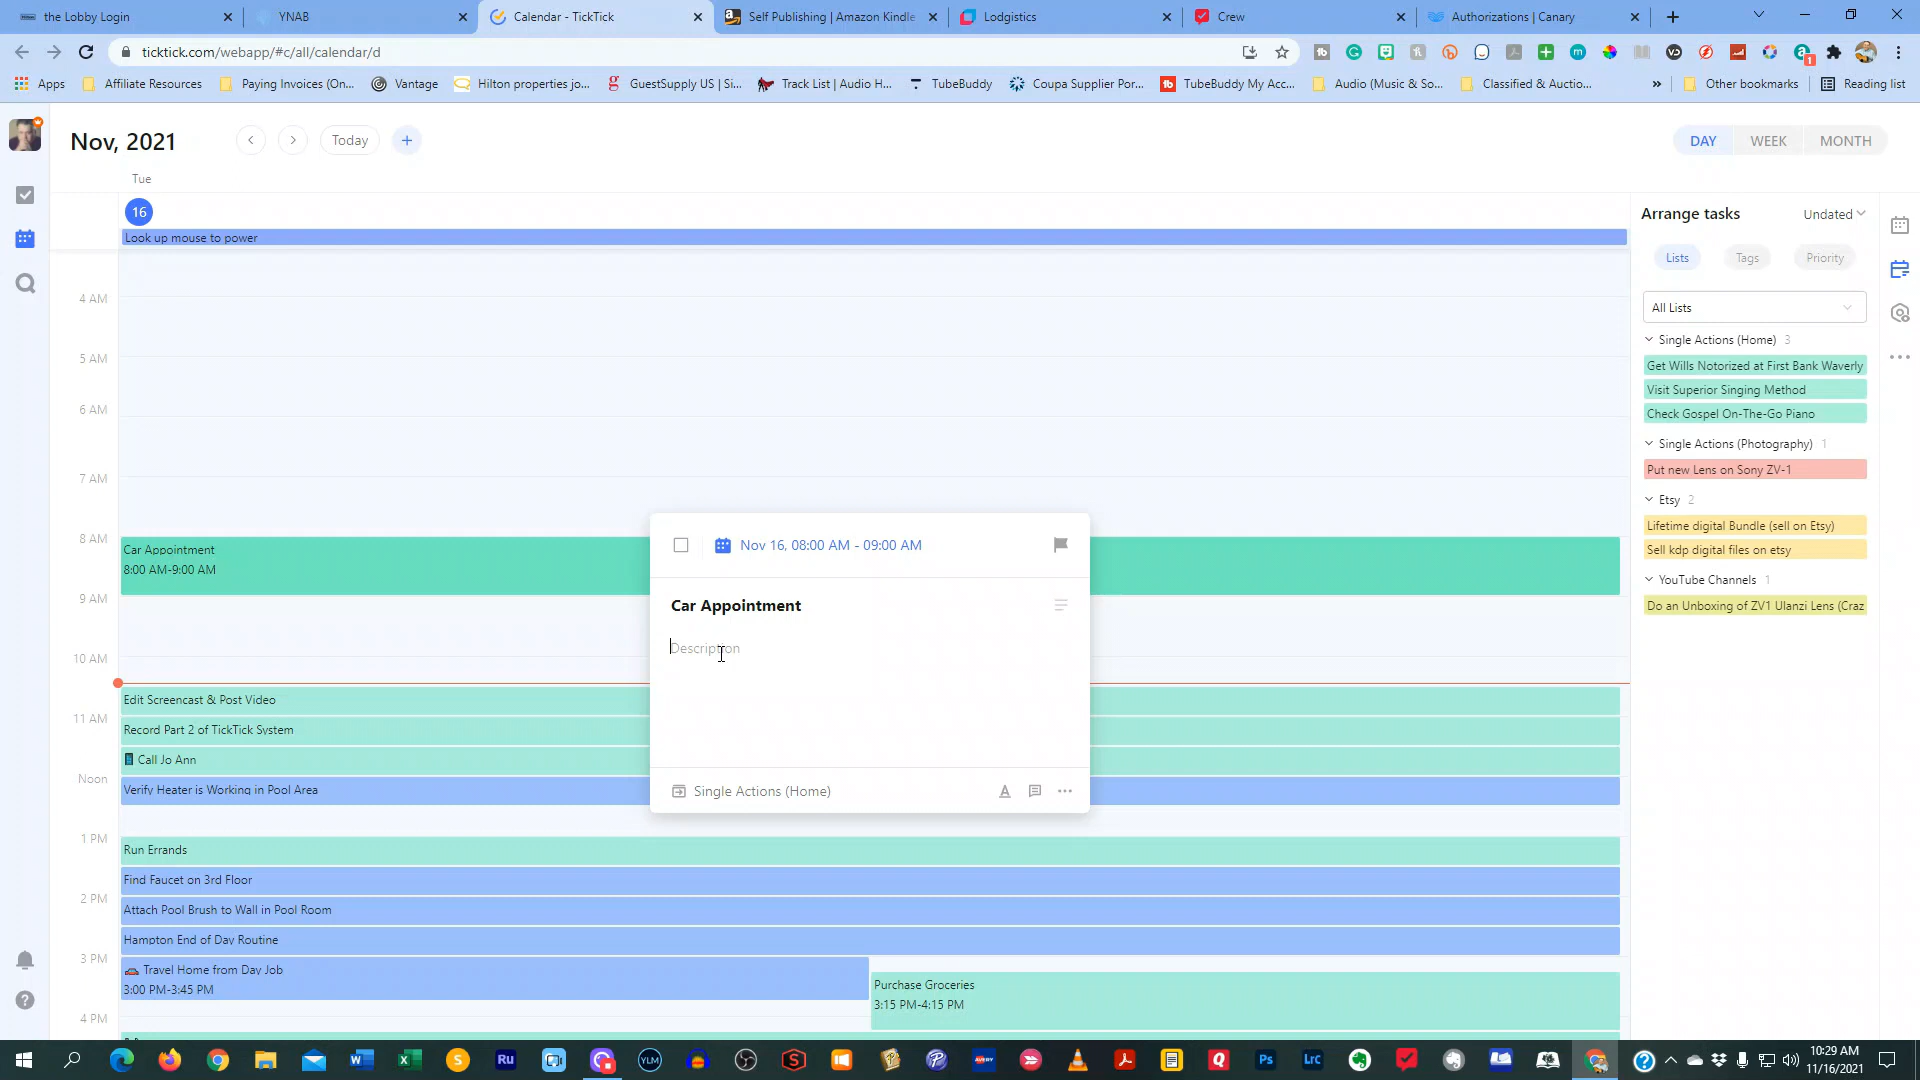 the Lobby Login
YNAB
Calendar - TickTick
Self Publishing | Amazon Kindle
Lodgistics
Crew
Authorizations | Canary
ticktick.com/webapp/#c/all/calendar/d
Apps
Affiliate Resources
Paying Invoices (On...
Vantage
Hilton properties jo...
GuestSupply US | Si...
Track List | Audio H...
TubeBuddy
Coupa Supplier Por...
TubeBuddy My Acc...
Audio (Music & So...
Classified & Auctio...
»
Other bookmarks
Reading list
Nov, 2021
Today
DAY
WEEK
MONTH
Tue
16
Look up mouse to power
4 AM
5 AM
6 AM
7 AM
8 AM
Car Appointment
8:00 AM-9:00 AM
9 AM
10 AM
Edit Screencast & Post Video
11 AM
Record Part 2 of TickTick System
Call Jo Ann
Noon
Verify Heater is Working in Pool Area
1 PM
Run Errands
Find Faucet on 3rd Floor
2 PM
Attach Pool Brush to Wall in Pool Room
Hampton End of Day Routine
3 PM
Travel Home from Day Job
3:00 PM-3:45 PM
Purchase Groceries
3:15 PM-4:15 PM
4 PM
Nov 16, 08:00 AM - 09:00 AM
Car Appointment
Description
Single Actions (Home)
Arrange tasks
Undated
Lists
Tags
Priority
All Lists
Single Actions (Home) 3
Get Wills Notorized at First Bank Waverly
Visit Superior Singing Method
Check Gospel On-The-Go Piano
Single Actions (Photography) 1
Put new Lens on Sony ZV-1
Etsy 2
Lifetime digital Bundle (sell on Etsy)
Sell kdp digital files on etsy
YouTube Channels 1
Do an Unboxing of ZV1 Ulanzi Lens (Craz
10:29 AM
11/16/2021